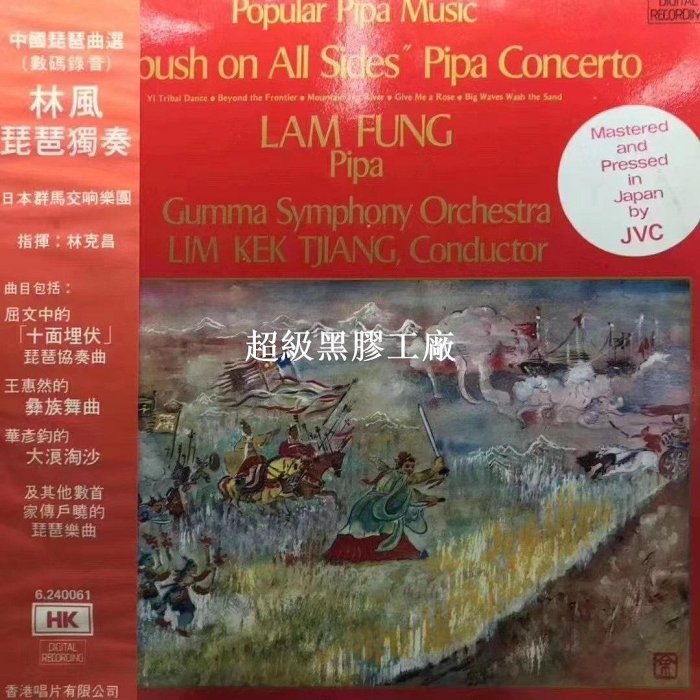 中國琵琶曲選
(數碼錄音)
林風
琵琶獨奏
日本群馬交响樂團
指揮：林克昌
曲目包括：
屈文中的
「十面埋伏」
琵琶協奏曲
王惠然的
彝族舞曲
華彥鈞的
大浪淘沙
及其他數首
家傳戶曉的
琵琶樂曲
6.240061
HK
DIGITAL
RECORDING
香港唱片有限公司
Popular Pipa Music
DIGITAL
RECORDING
bush on All Sides" Pipa Concerto
Yi Tribal Dance • Beyond the Frontier • Mountain and River • Give Me a Rose • Big Waves Wash the Sand
LAM FUNG
Pipa
Gumma Symphony Orchestra
LIM KEK TJIANG, Conductor
Mastered
and
Pressed
in
Japan
by
JVC
超級黑膠工廠